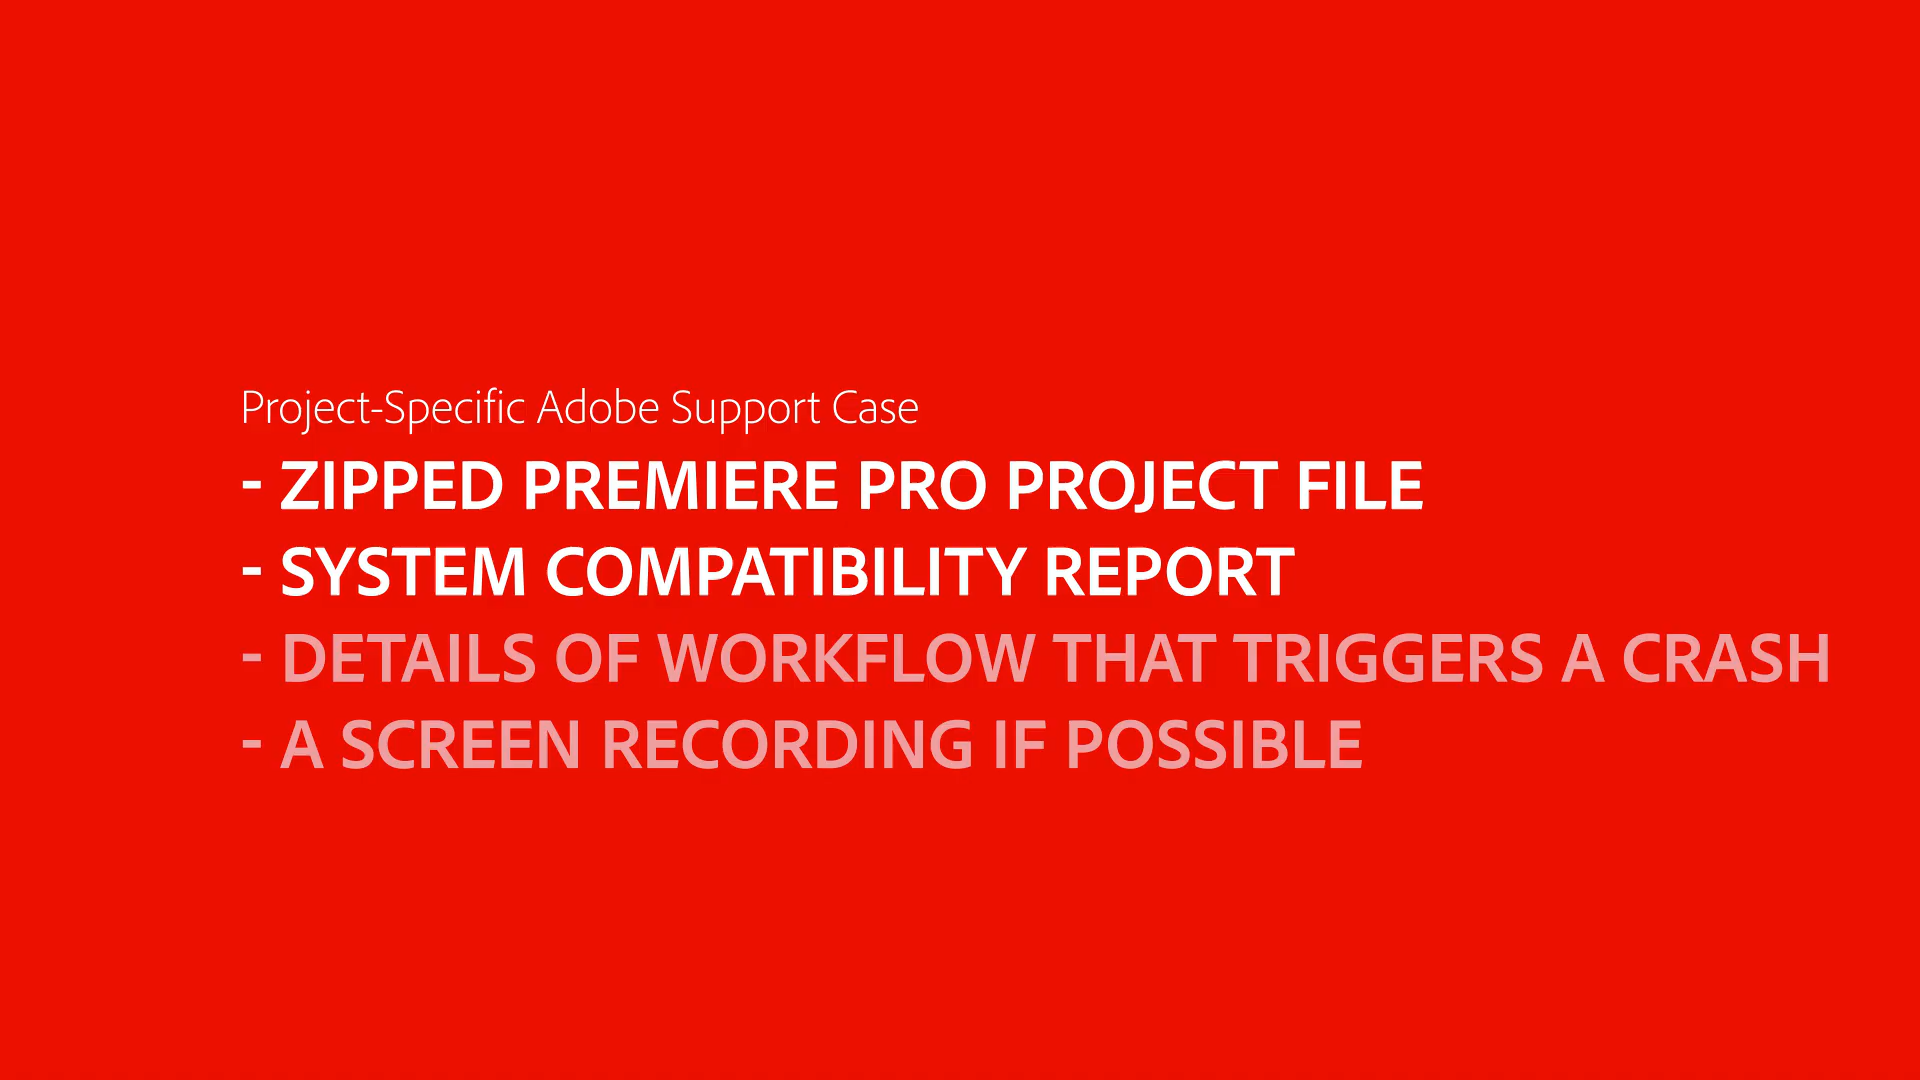 Project-Specific Adobe Support Case
- ZIPPED PREMIERE PRO PROJECT FILE
- SYSTEM COMPATIBILITY REPORT
- DETAILS OF WORKFLOW THAT TRIGGERS A CRASH
- A SCREEN RECORDING IF POSSIBLE